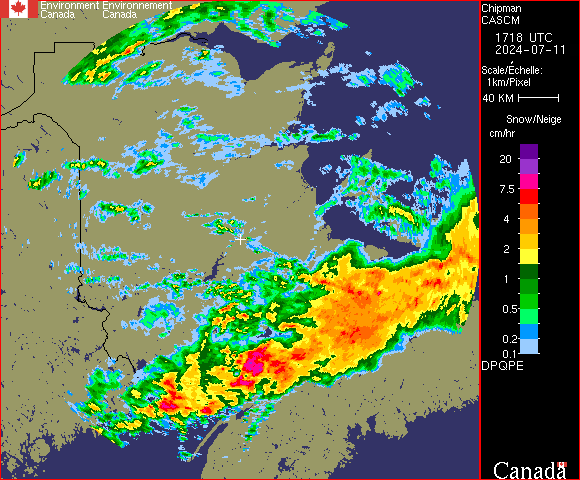 Environment Environnement
Canada Canada
Chipman
CASCM
1718 UTC
2024-07-11
Scale/Échelle:
1km/Pixel
40 KM
Snow/Neige
cm/hr
20
7.5
4
2
1
0.5
0.2
0.1
DPQPE
Canada